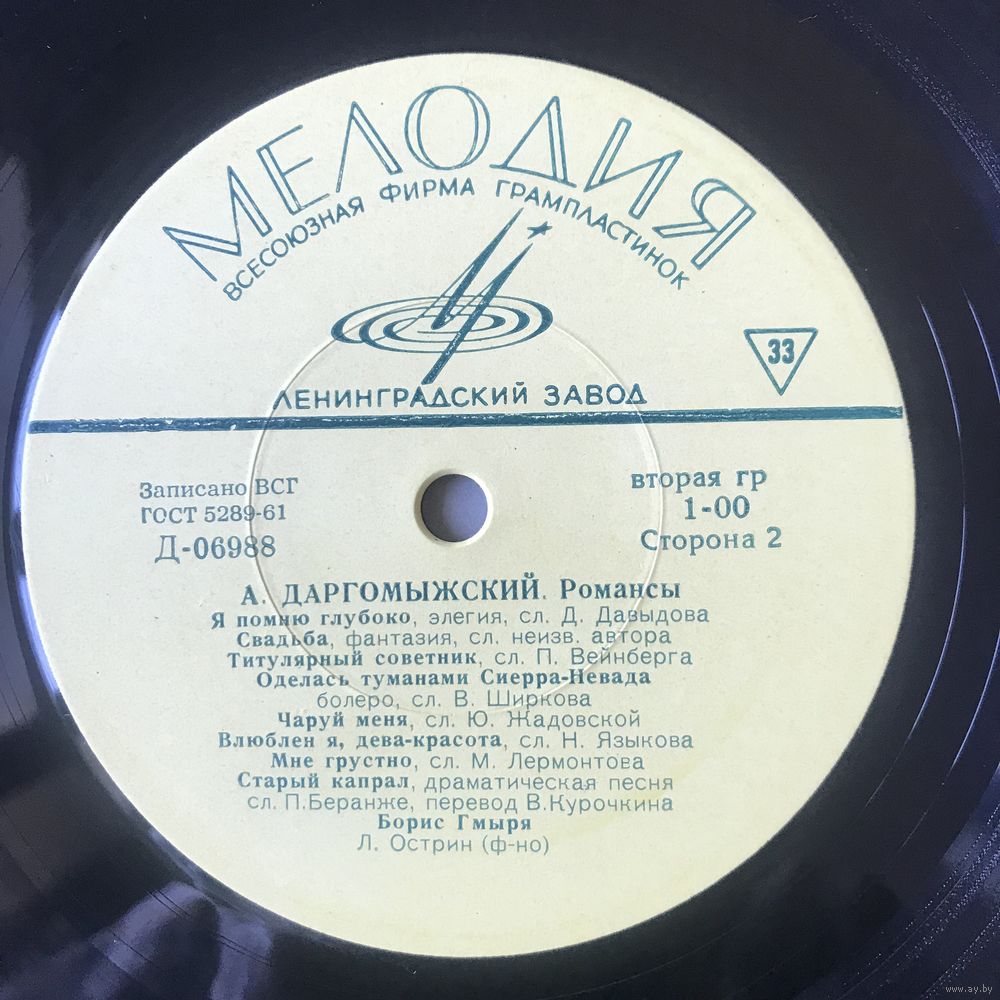 МЕЛОДИЯ
ВСЕСОЮЗНАЯ ФИРМА ГРАМПЛАСТИНОК
33
ЛЕНИНГРАДСКИЙ ЗАВОД
Записано ВСГ
ГОСТ 5289-61
Д-06988
вторая гр
1-00
Сторона 2
А. ДАРГОМЫЖСКИЙ. Романсы
Я помню глубоко, элегия, сл. Д. Давыдова
Свадьба, фантазия, сл. неизв. автора
Титулярный советник, сл. П. Вейнберга
Оделась туманами Сиерра-Невада
болеро, сл. В. Ширкова
Чаруй меня, сл. Ю. Жадовской
Влюблен я, дева-красота, сл. Н. Языкова
Мне грустно, сл. М. Лермонтова
Старый капрал, драматическая песня
сл. П.Беранже, перевод В.Курочкина
Борис Гмыря
Л. Острин (ф-но)
www.ay.by